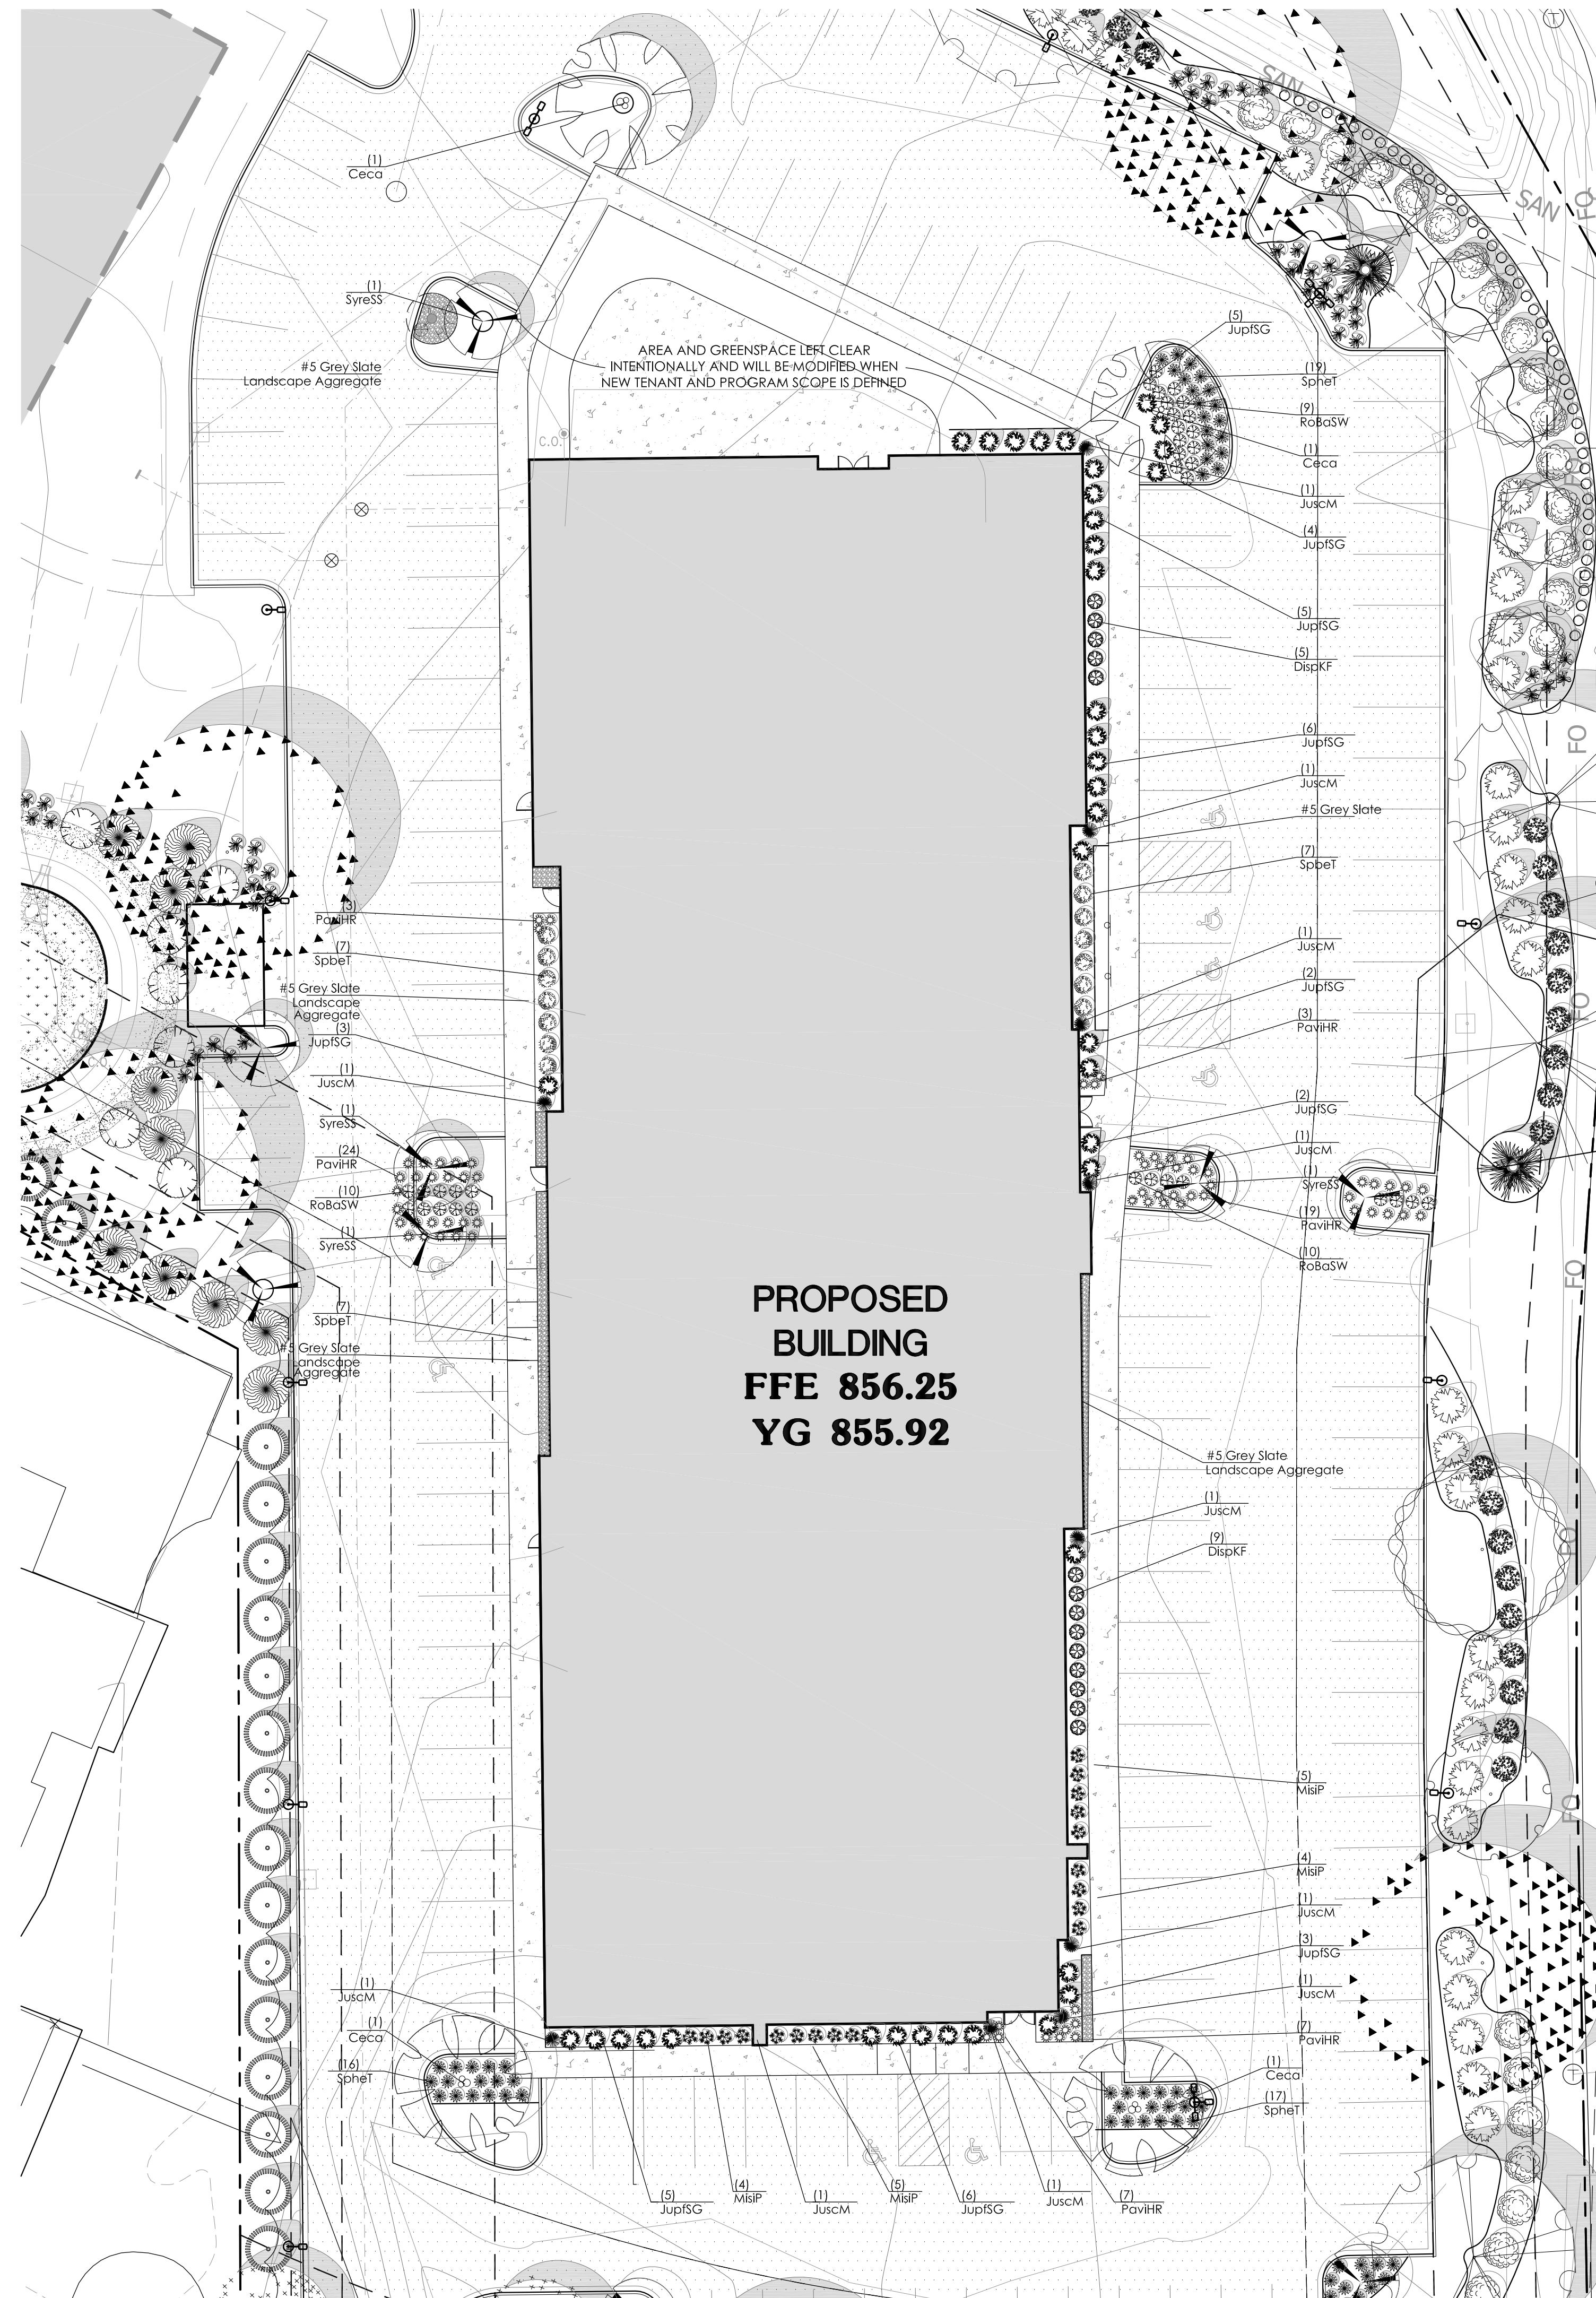 SAN
SAN
FO
(1)
Ceca
(1)
SyreSS
#5 Grey Slate
Landscape Aggregate
AREA AND GREENSPACE LEFT CLEAR
INTENTIONALLY AND WILL BE MODIFIED WHEN
NEW TENANT AND PROGRAM SCOPE IS DEFINED
C.O.
(5)
JupfSG
(19)
SpheT
(9)
RoBaSW
(1)
Ceca
(1)
JuscM
(4)
JupfSG
(5)
JupfSG
(5)
DispKF
(6)
JupfSG
(1)
JuscM
#5 Grey Slate
(7)
SpbeT
(1)
JuscM
(2)
JupfSG
(3)
PaviHR
(2)
JupfSG
(1)
JuscM
(1)
SyreSS
(19)
PaviHR
(10)
RoBaSW
FO
FO
FO
FO
FO
FO
(3)
PaviHR
(7)
SpbeT
#5 Grey Slate
Landscape
Aggregate
(3)
JupfSG
(1)
JuscM
(1)
SyreSS
(24)
PaviHR
(10)
RoBaSW
(1)
SyreSS
(7)
SpbeT
#5 Grey Slate
Landscape
Aggregate
PROPOSED
BUILDING
FFE 856.25
YG 855.92
#5 Grey Slate
Landscape Aggregate
(1)
JuscM
(9)
DispKF
(5)
MisiP
(4)
MisiP
(1)
JuscM
(3)
JupfSG
(1)
JuscM
(7)
PaviHR
(1)
Ceca
(17)
SpheT
(1)
JuscM
(1)
Ceca
(16)
SpheT
(5)
JupfSG
(4)
MisiP
(1)
JuscM
(5)
MisiP
(6)
JupfSG
(1)
JuscM
(7)
PaviHR